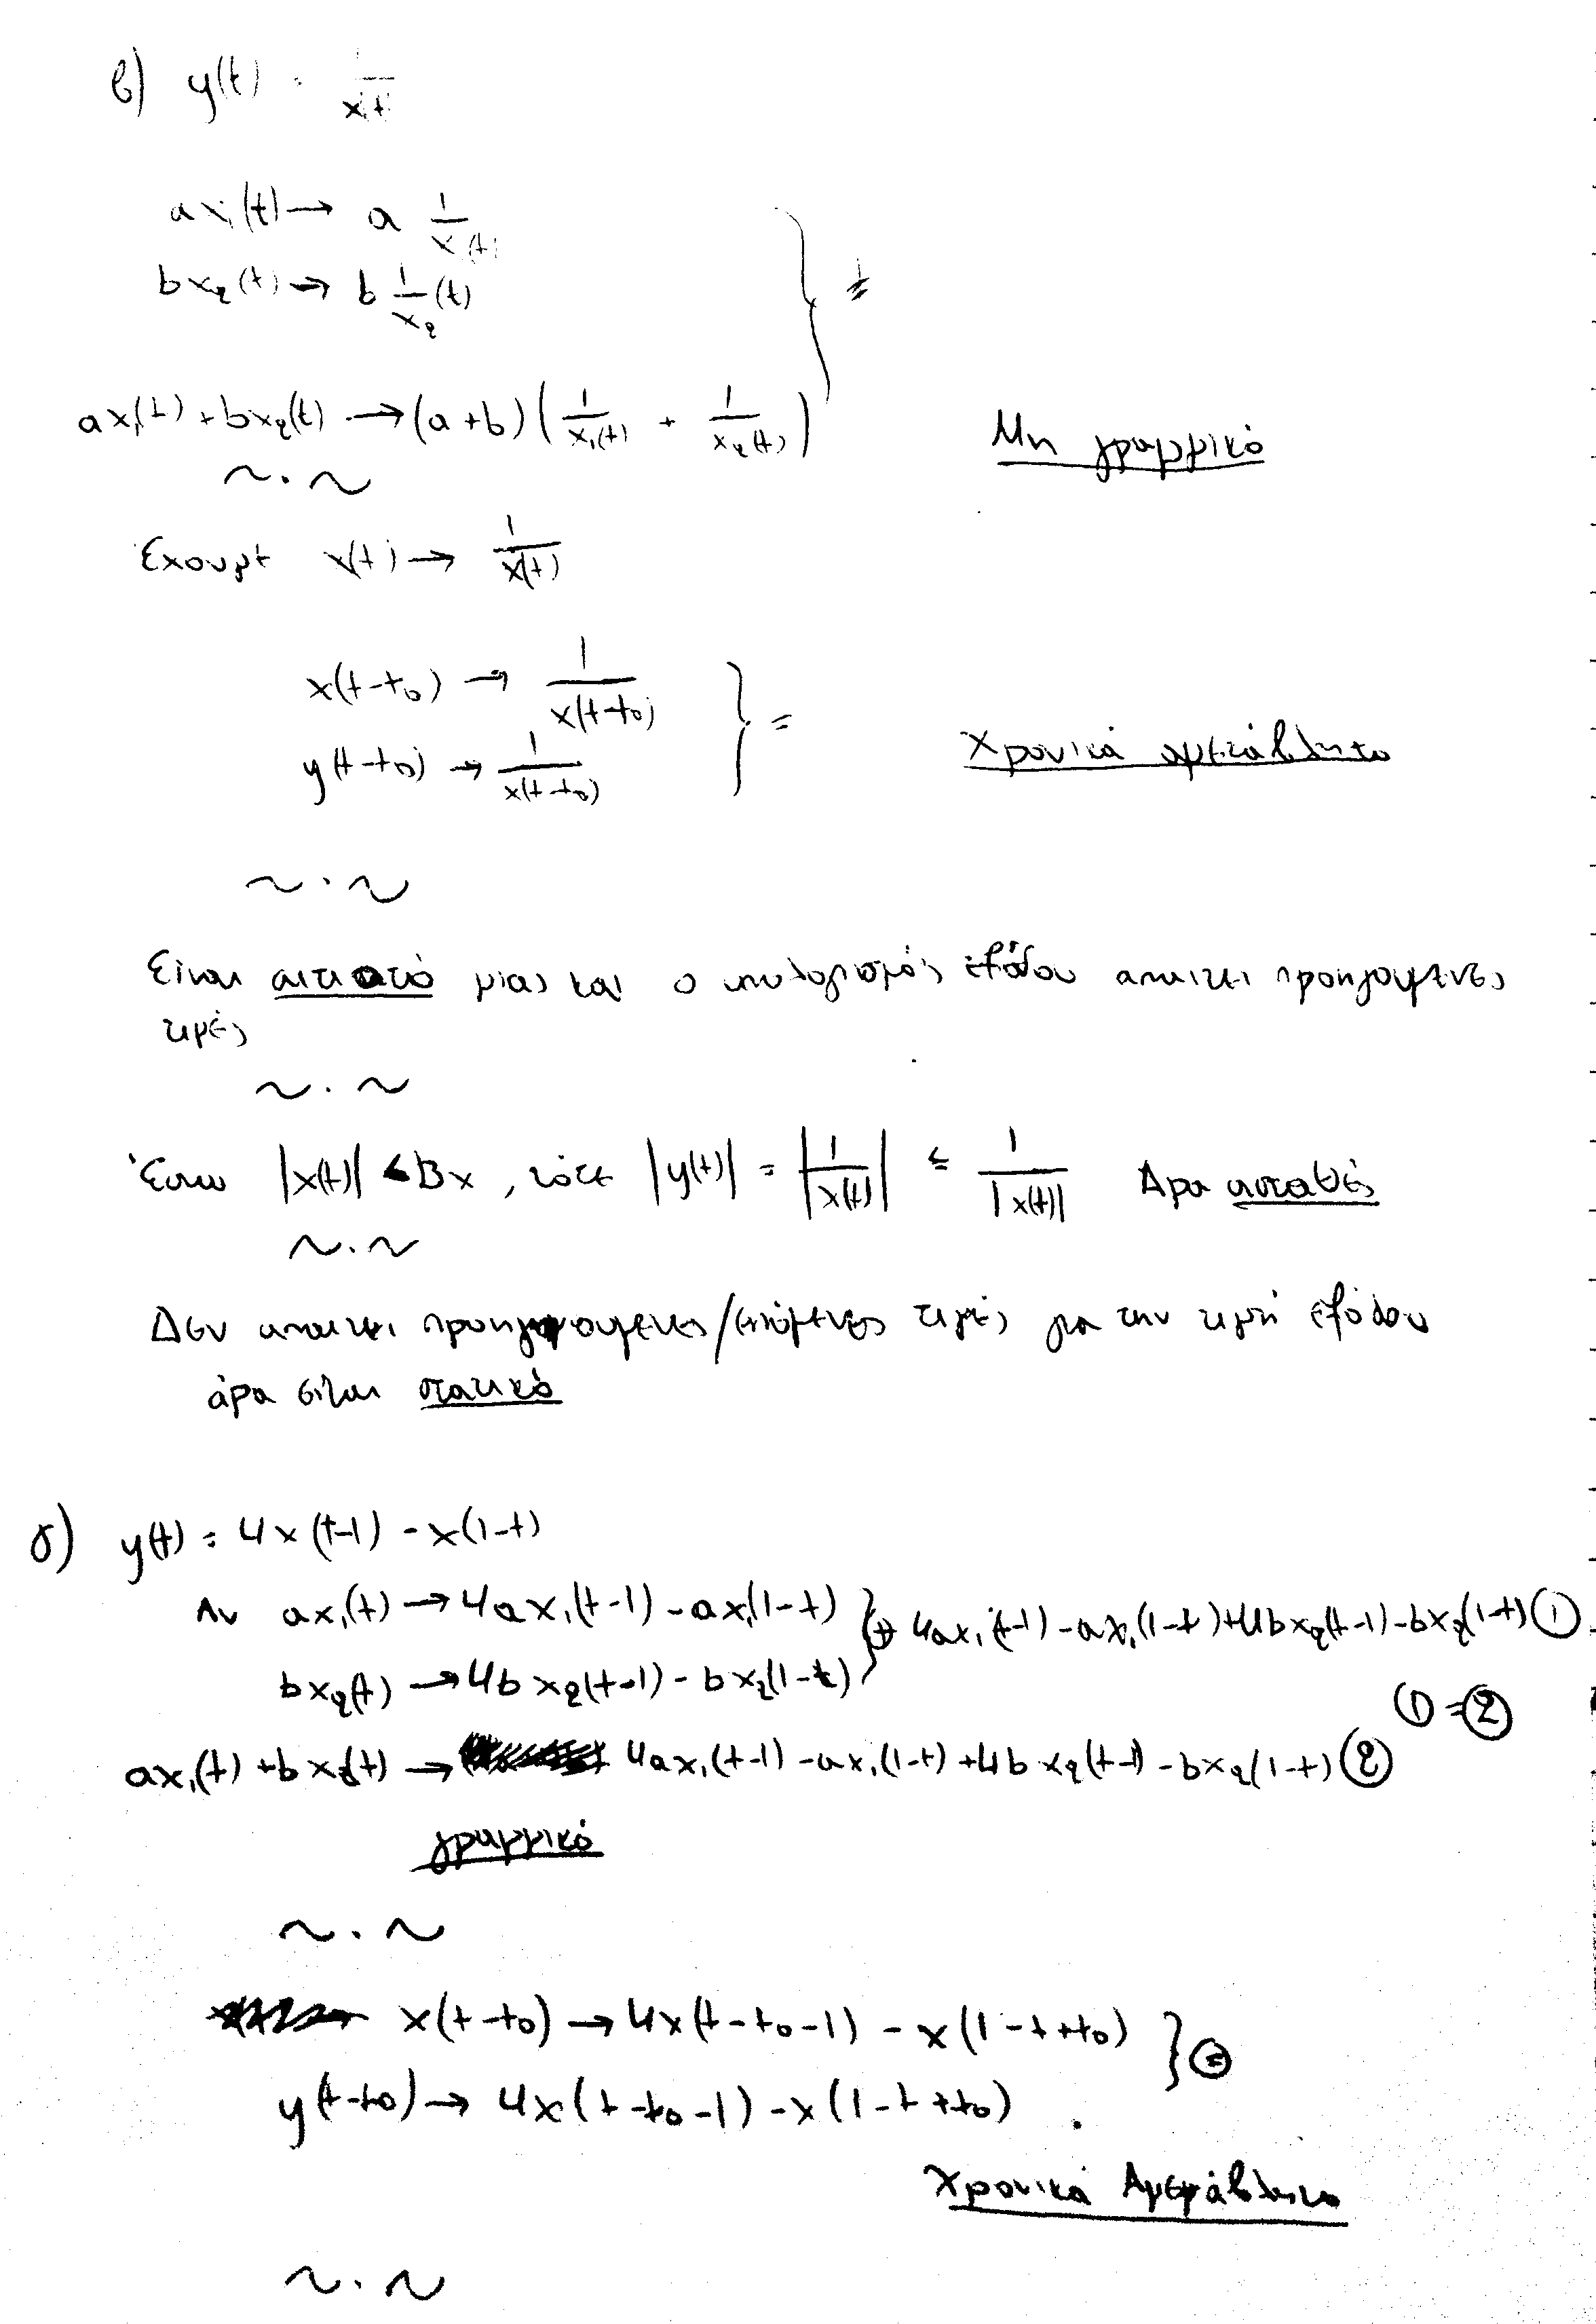 β) y(t) = 1/x(t)
ax₁(t) → a 1/x₁(t)
bx₂(t) → b 1/x₂ (t)
} ≠
ax₁(t) + bx₂(t) → (a+b) ( 1/x₁(t) + 1/x₂(t) )
Μη γραμμικό
~.~
Έχουμε x(t) → 1/x(t)
x(t-t₀) → 1/x(t-t₀)
y(t-t₀) → 1/x(t-t₀)
} =
Χρονικά αμετάβλητο
~.~
Είναι αιτιατό μιας και ο υπολογισμός εξόδου απαιτεί προηγούμενες
τιμές
~.~
Έστω |x(t)| ≤ Bx, τότε |y(t)| = |1/x(t)| ≤ 1/|x(t)| Άρα ασταθές
~.~
Δεν απαιτεί προηγούμενες/επόμενες τιμές για την τιμή εξόδου
άρα είναι στατικό
δ) y(t) = 4x(t-1) - x(1-t)
Αν ax₁(t) → 4ax₁(t-1) - ax₁(1-t) } (+) 4ax₁(t-1) - ax₁(1-t) + 4bx₂(t-1) - bx₂(1-t) ①
bx₂(t) → 4bx₂(t-1) - bx₂(1-t)
① = ②
ax₁(t) + bx₂(t) → 4ax₁(t-1) - ax₁(1-t) + 4bx₂(t-1) - bx₂(1-t) ②
γραμμικό
~.~
x(t-t₀) → 4x(t-t₀-1) - x(1-t+t₀)
} (=)
y(t-t₀) → 4x(t-t₀-1) - x(1-t+t₀)
Χρονικά Αμετάβλητο
~.~